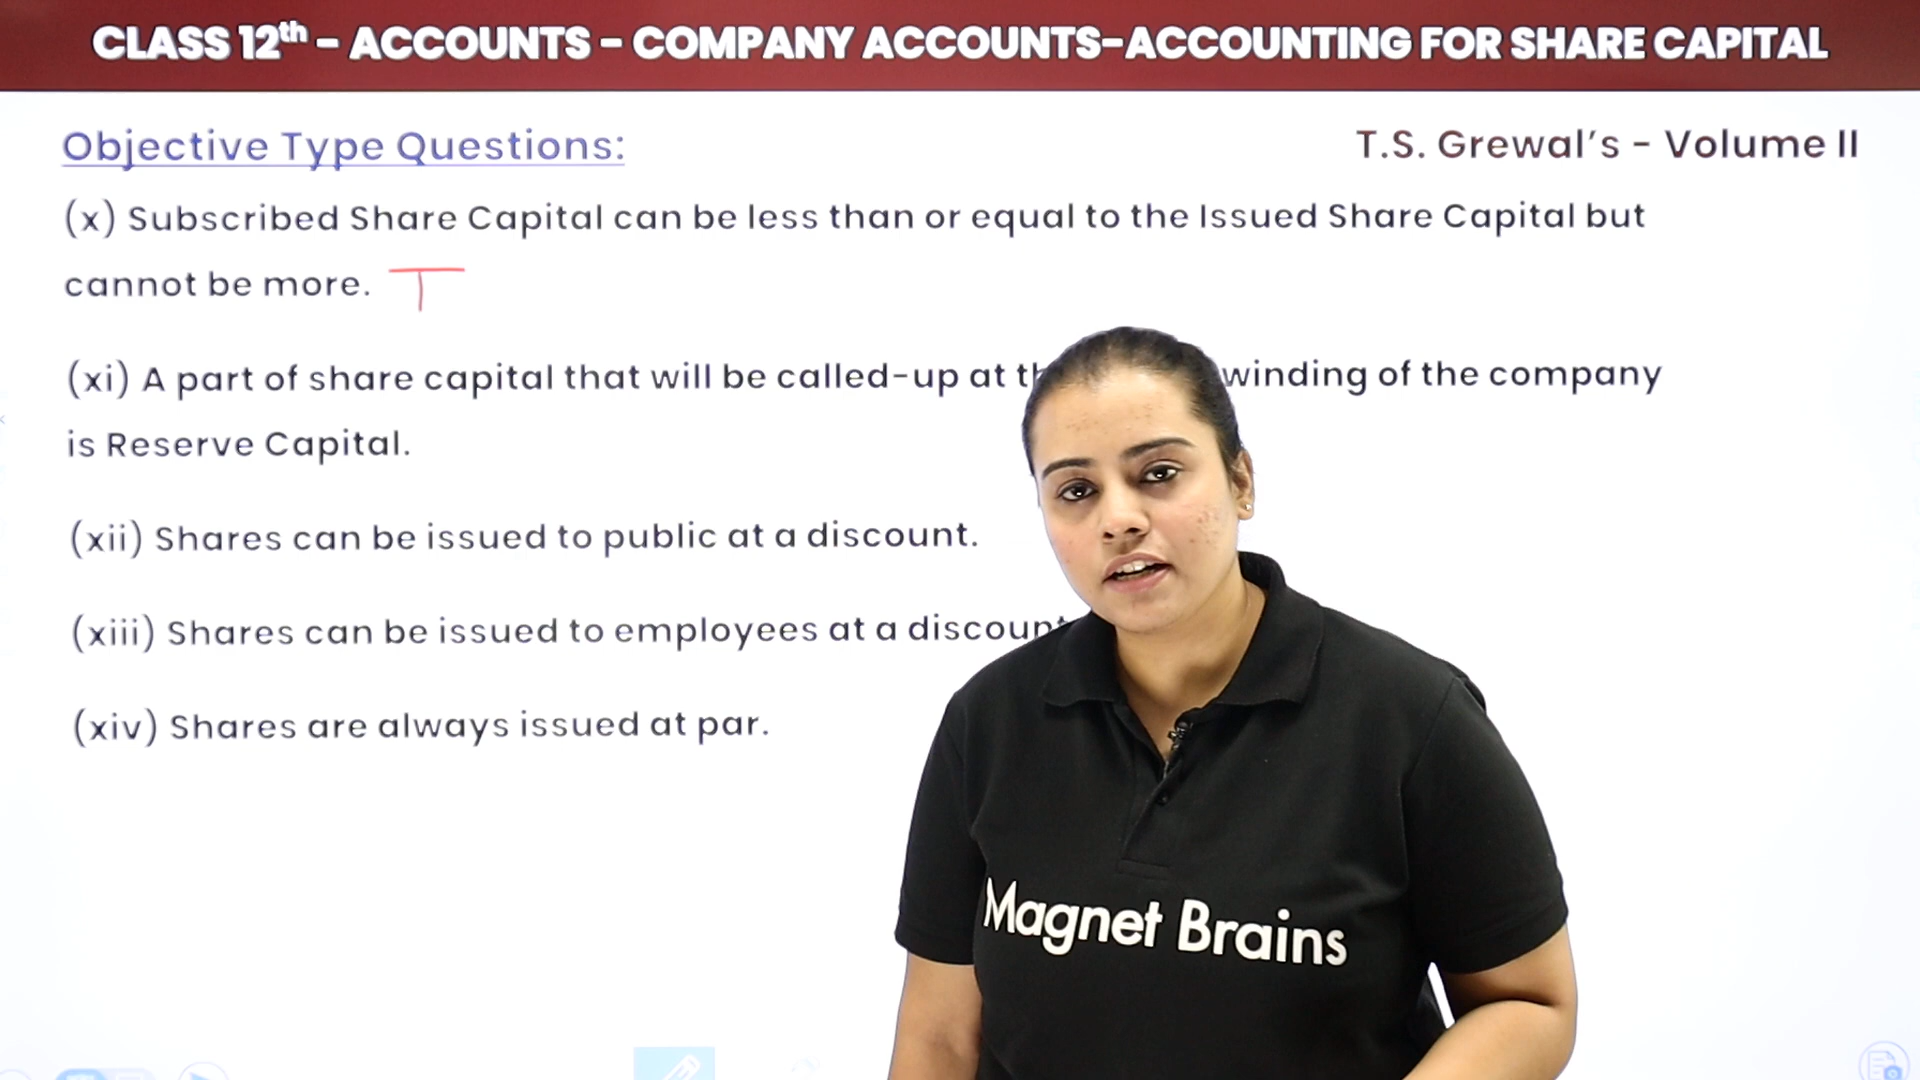 CLASS 12th - ACCOUNTS - COMPANY ACCOUNTS-ACCOUNTING FOR SHARE CAPITAL
Objective Type Questions:
T.S. Grewal's - Volume II
(x) Subscribed Share Capital can be less than or equal to the Issued Share Capital but
cannot be more. T
(xi) A part of share capital that will be called-up at winding of the company
is Reserve Capital.
(xii) Shares can be issued to public at a discount.
(xiii) Shares can be issued to employees at a discount
(xiv) Shares are always issued at par.
Magnet Brains